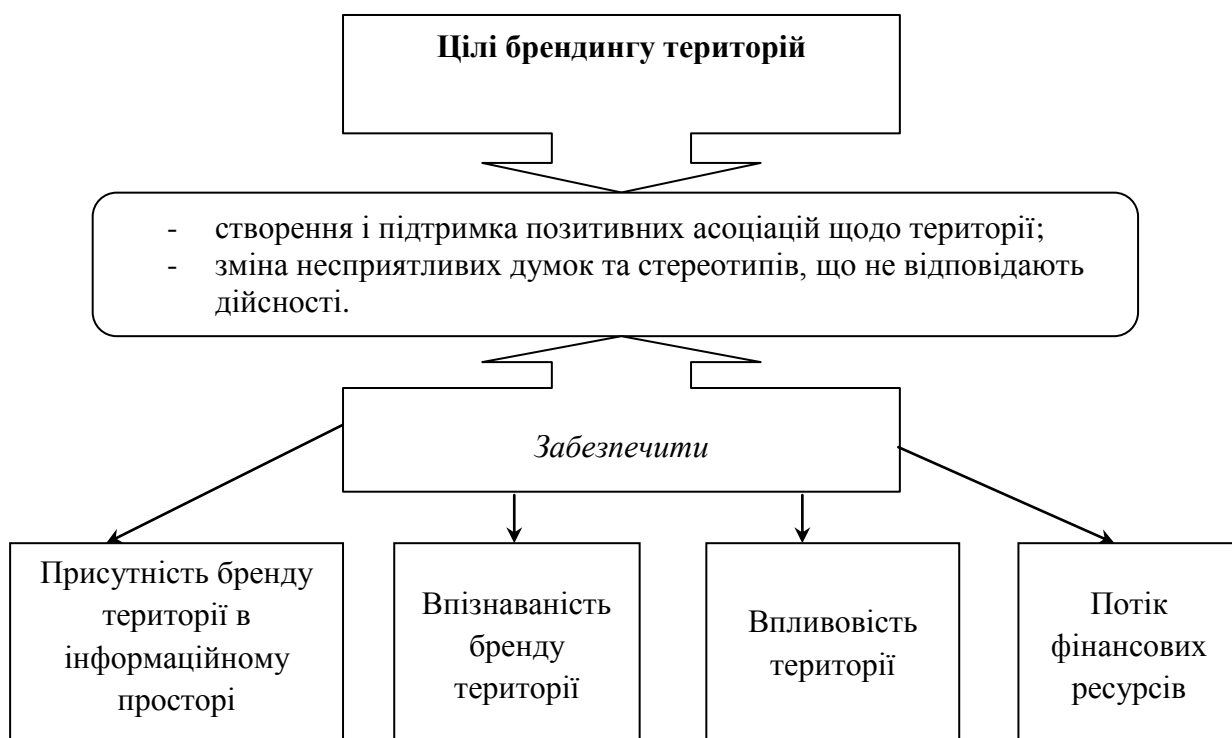 Цілі брендингу територій
- створення і підтримка позитивних асоціацій щодо території;
- зміна несприятливих думок та стереотипів, що не відповідають
дійсності.
Забезпечити
Присутність бренду
території в
інформаційному
просторі
Впізнаваність
бренду
території
Впливовість
території
Потік
фінансових
ресурсів